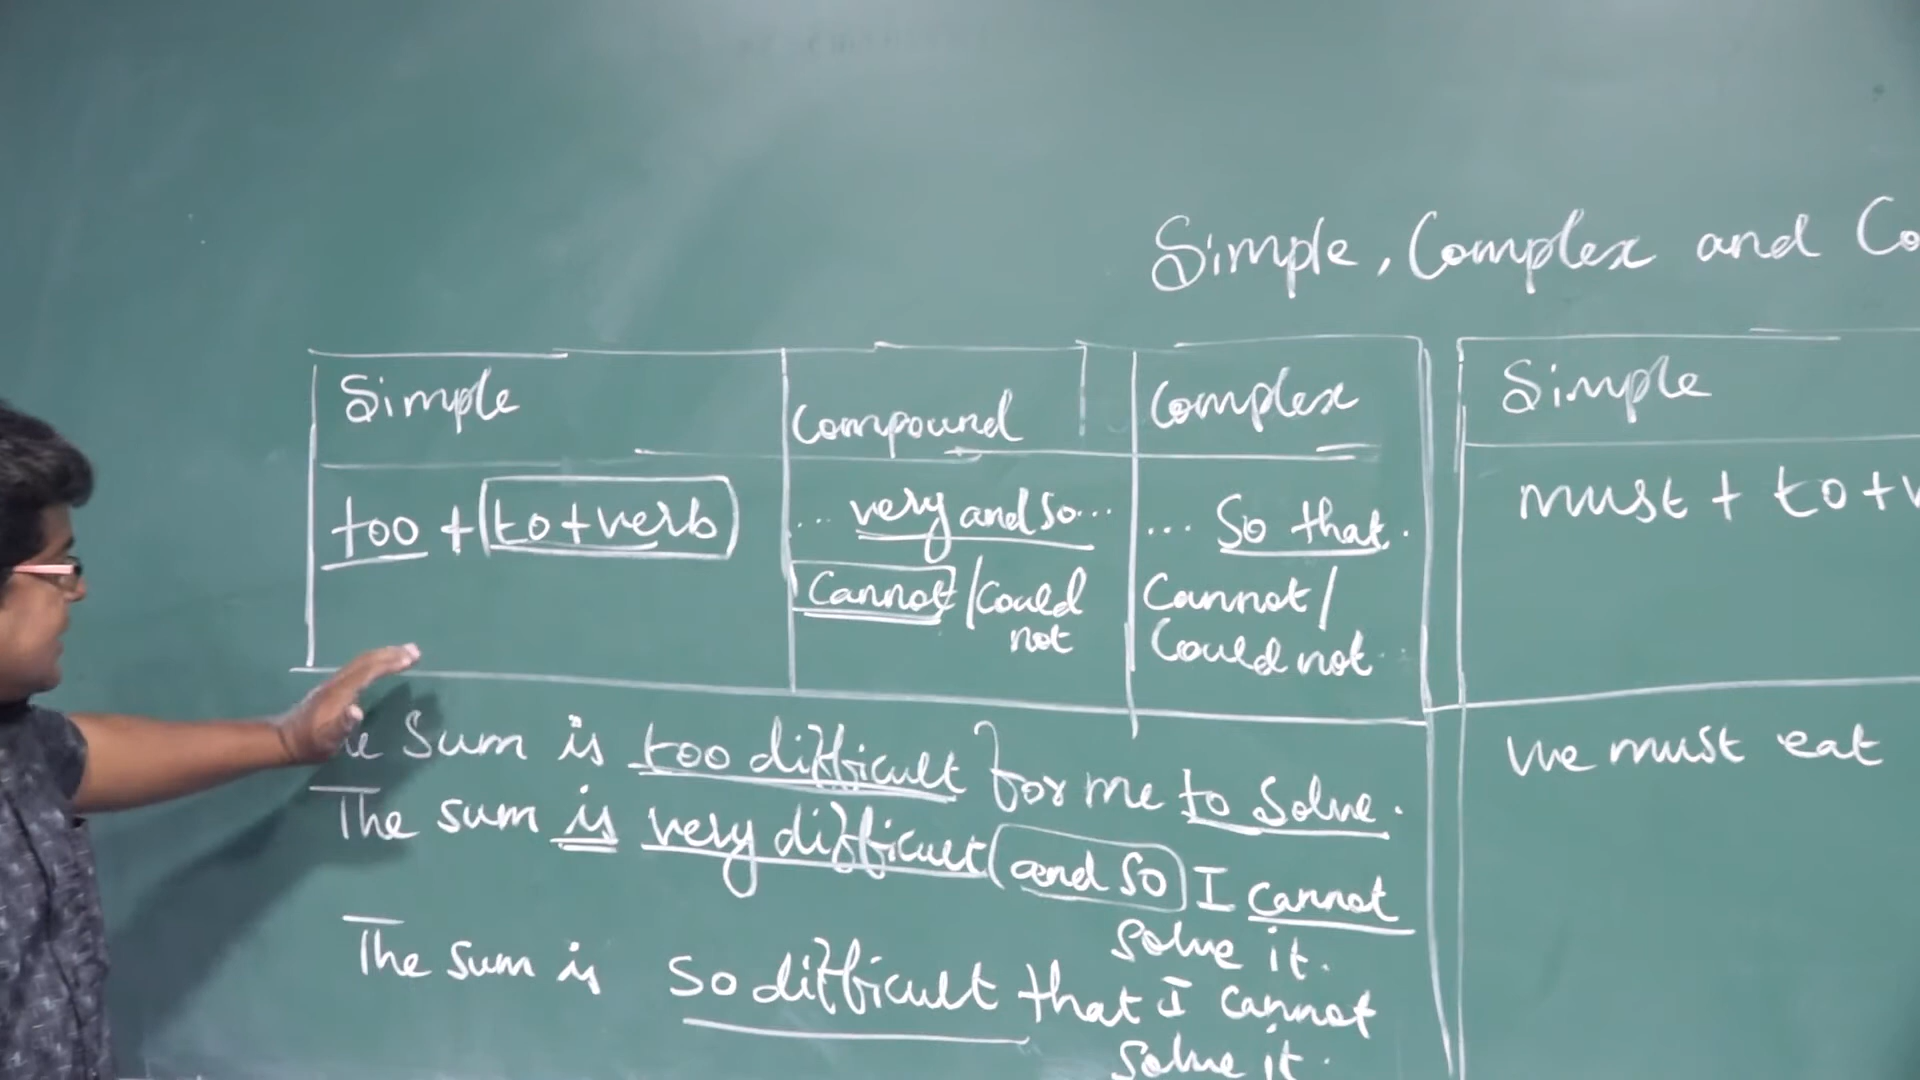 Simple, Complex and Co
Simple
Compound
Complex
too + to + verb
... very and so ...
Cannot / Could
not
... So that.
Cannot /
Could not
The sum is too difficult for me to solve.
The sum is very difficult and so I cannot
solve it.
The sum is so difficult that I cannot
solve it.
Simple
must + to +
We must eat